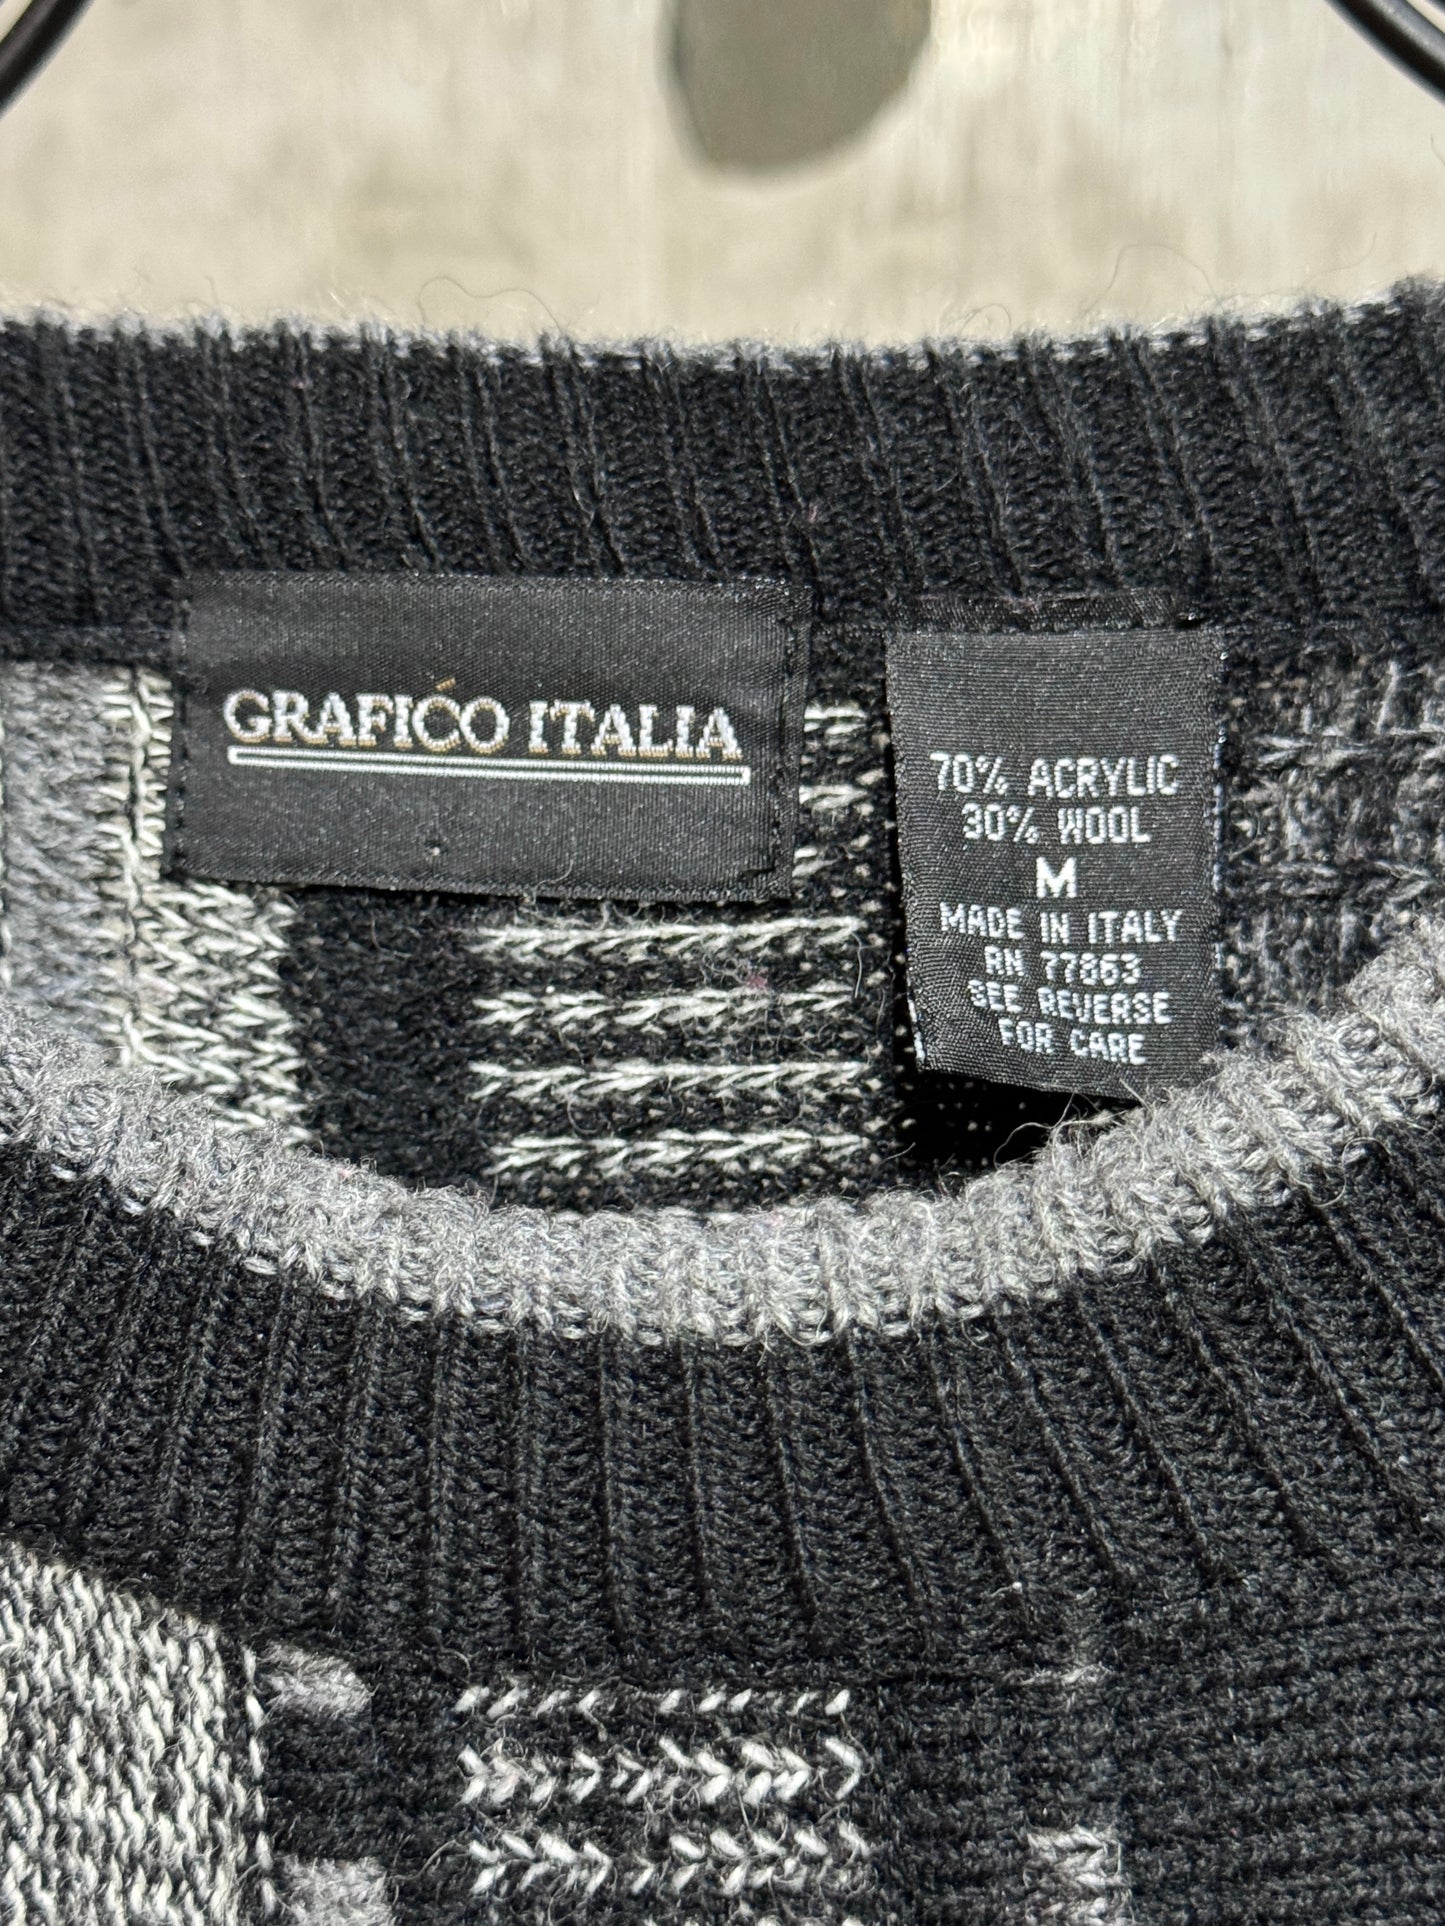 GRAFICO ITALIA
70% ACRYLIC
30% WOOL
M
MADE IN ITALY
RN 77863
SEE REVERSE
FOR CARE